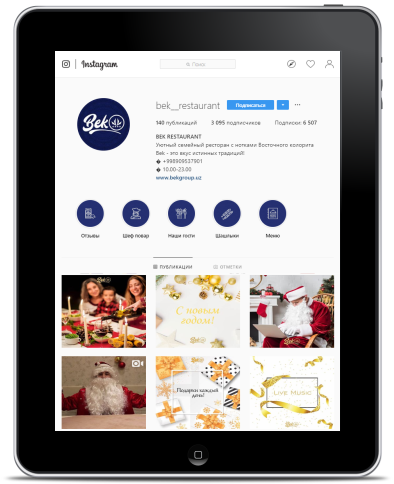 Instagram
Поиск
bek__restaurant Подписаться
140 публикаций 3 095 подписчиков Подписки: 6 507
BEK RESTAURANT
Уютный семейный ресторан с нотками Восточного колорита
Bek - это вкус истинных традиций!
+998909537901
10.00-23.00
www.bekgroup.uz
Bek
Отзывы Шеф повар Наши гости Шашлыки Меню
ПУБЛИКАЦИИ ОТМЕТКИ
С новым
годом!
Подарки каждый
день!
LIVE MUSIC